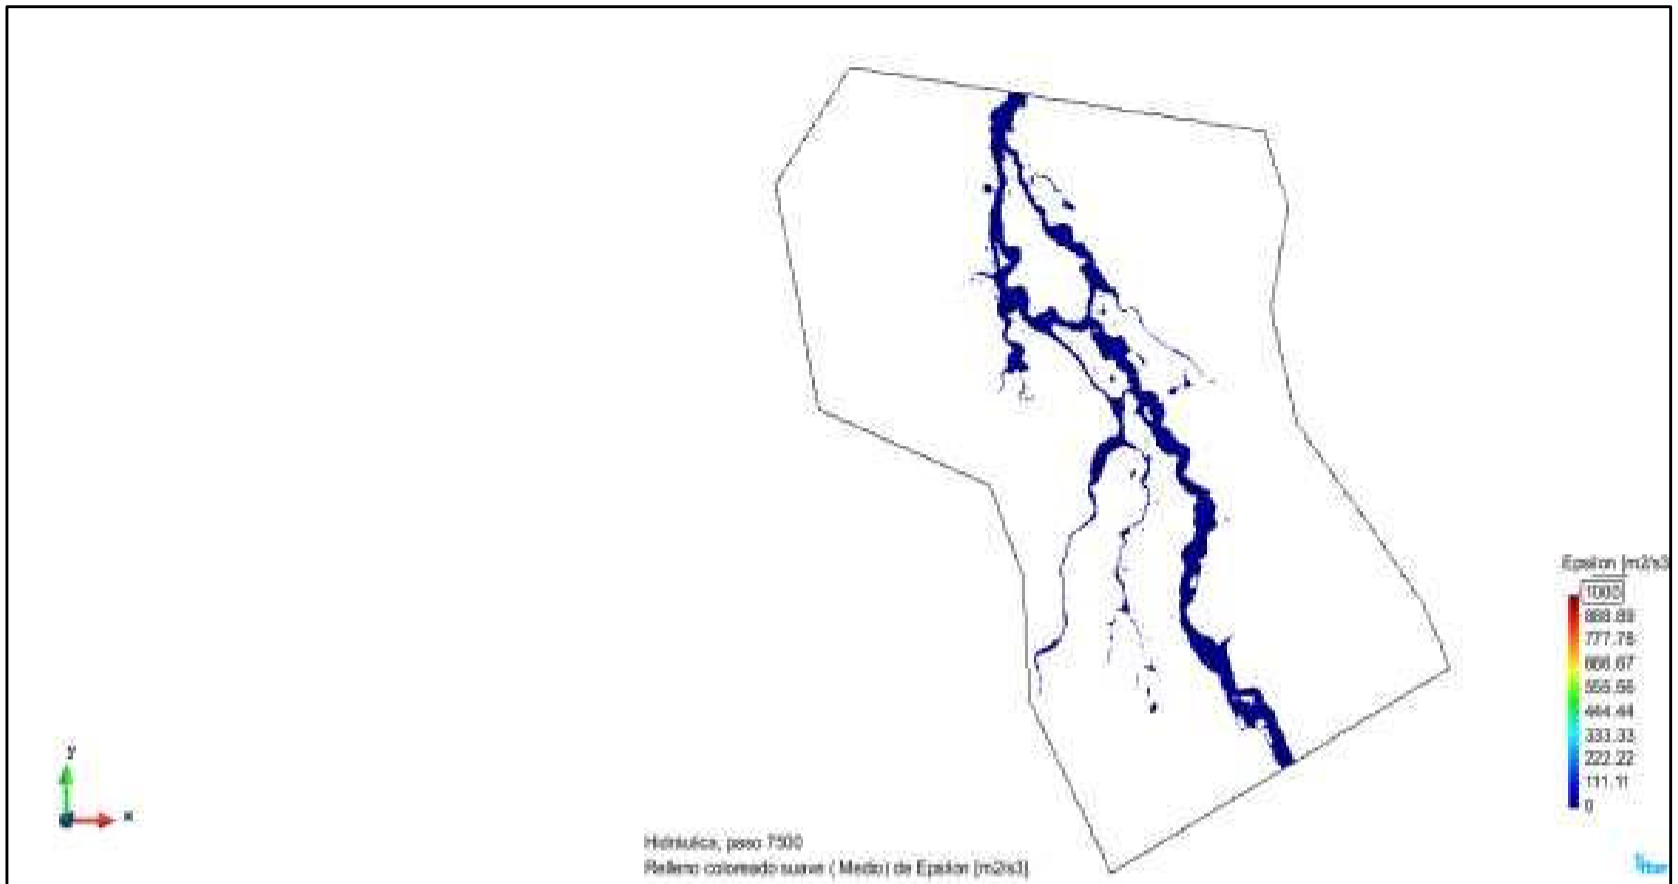 Epsilon [m2/s3
1000
888.89
777.78
666.67
555.56
444.44
333.33
222.22
111.11
0
y
x
Hidráulica, paso 7500
Relleno coloreado suave ( Medio) de Epsilon [m2/s3]